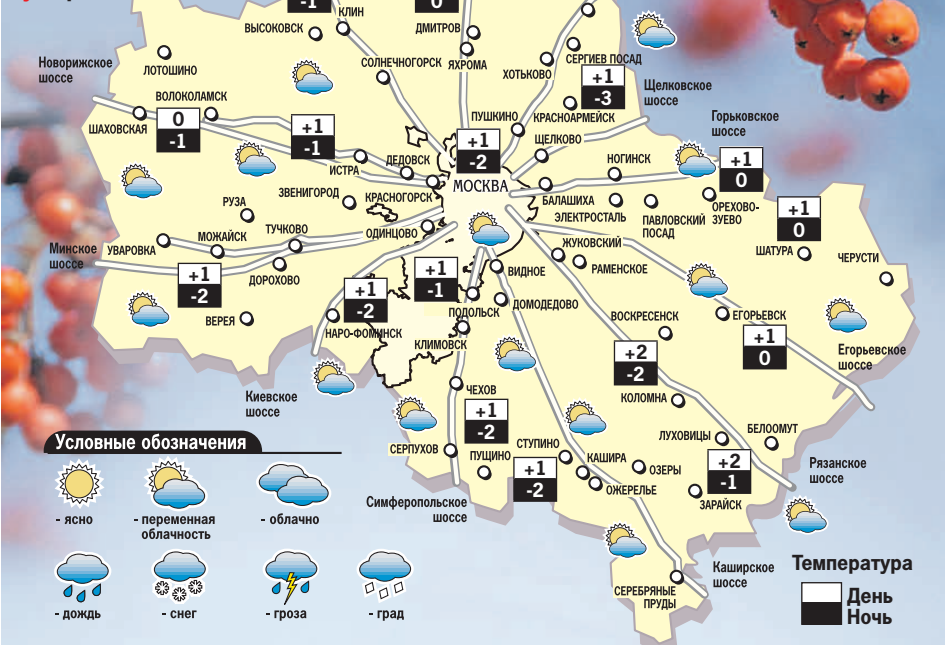 -1
0
КЛИН
ВЫСОКОВСК
ДМИТРОВ
Новорижское
шоссе
ЛОТОШИНО
СОЛНЕЧНОГОРСК
ЯХРОМА
СЕРГИЕВ ПОСАД
ХОТЬКОВО
+1
-3
Щелковское
шоссе
ВОЛОКОЛАМСК
ШАХОВСКАЯ
0
-1
+1
-1
ПУШКИНО
КРАСНОАРМЕЙСК
Горьковское
шоссе
+1
-2
ЩЕЛКОВО
ИСТРА
ДЕДОВСК
НОГИНСК
+1
0
МОСКВА
ЗВЕНИГОРОД
КРАСНОГОРСК
БАЛАШИХА
ЭЛЕКТРОСТАЛЬ
ПАВЛОВСКИЙ
ПОСАД
ОРЕХОВО-
ЗУЕВО
+1
0
РУЗА
ТУЧКОВО
ОДИНЦОВО
Минское
шоссе
УВАРОВКА
МОЖАЙСК
ЖУКОВСКИЙ
РАМЕНСКОЕ
ШАТУРА
ЧЕРУСТИ
+1
-2
ДОРОХОВО
+1
-1
ВИДНОЕ
+1
-2
ДОМОДЕДОВО
ПОДОЛЬСК
ВЕРЕЯ
НАРО-ФОМИНСК
КЛИМОВСК
ВОСКРЕСЕНСК
ЕГОРЬЕВСК
+2
-2
+1
0
Егорьевское
шоссе
Киевское
шоссе
ЧЕХОВ
КОЛОМНА
+1
-2
СЕРПУХОВ
ПУЩИНО
СТУПИНО
+1
-2
КАШИРА
ОЖЕРЕЛЬЕ
ОЗЕРЫ
ЛУХОВИЦЫ
БЕЛООМУТ
+2
-1
ЗАРАЙСК
Рязанское
шоссе
Симферопольское
шоссе
СЕРЕБРЯНЫЕ
ПРУДЫ
Каширское
шоссе
Условные обозначения
- ясно
- переменная
облачность
- облачно
- дождь
- снег
- гроза
- град
Температура
День
Ночь